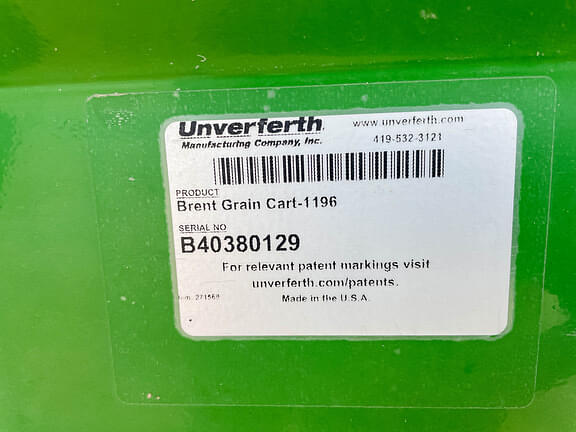 Unverferth
www.unverferth.com
Manufacturing Company, Inc.
419-532-3121
PRODUCT
Brent Grain Cart-1196
SERIAL NO
B40380129
For relevant patent markings visit
unverferth.com/patents.
Made in the U.S.A.